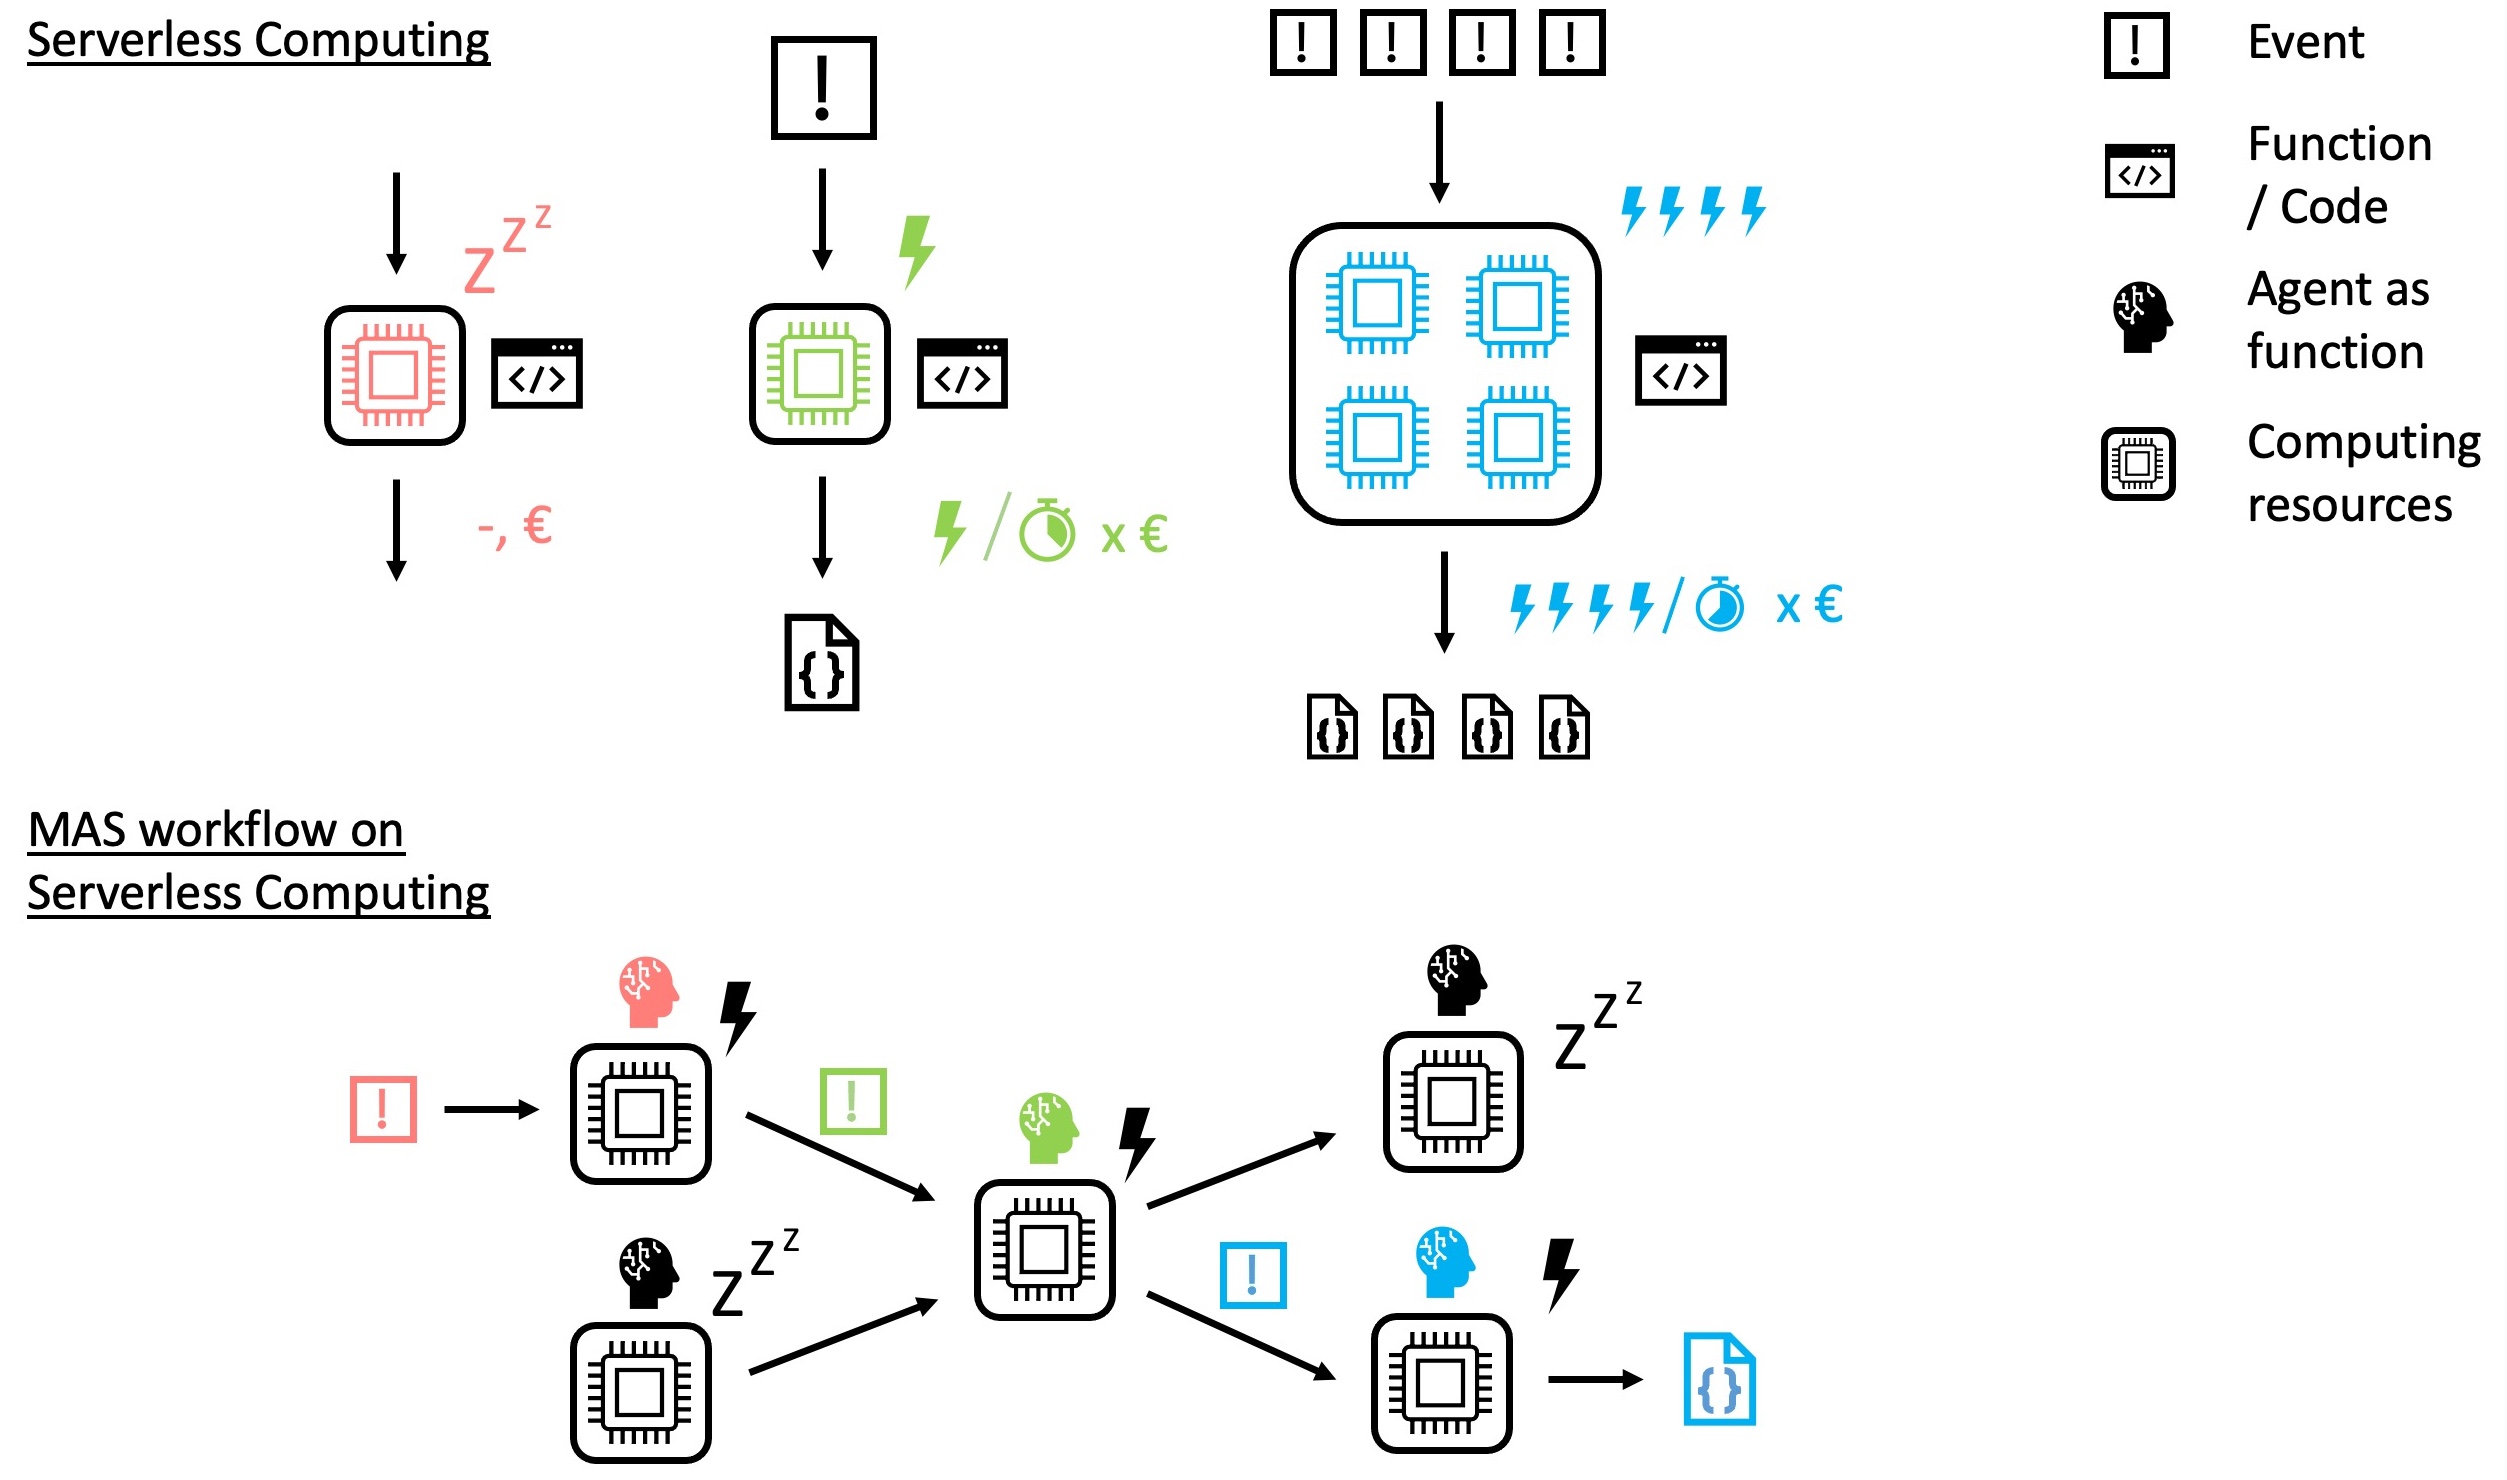 Serverless Computing
! ! ! ! !
! Event
Function
/ Code
</>
z z z
</>
</>
</>
Agent as
function
Computing
resources
-, €
/ x €
/ x €
{}
{} {} {} {}
MAS workflow on
Serverless Computing
z z z
!
!
z z z
!
{}